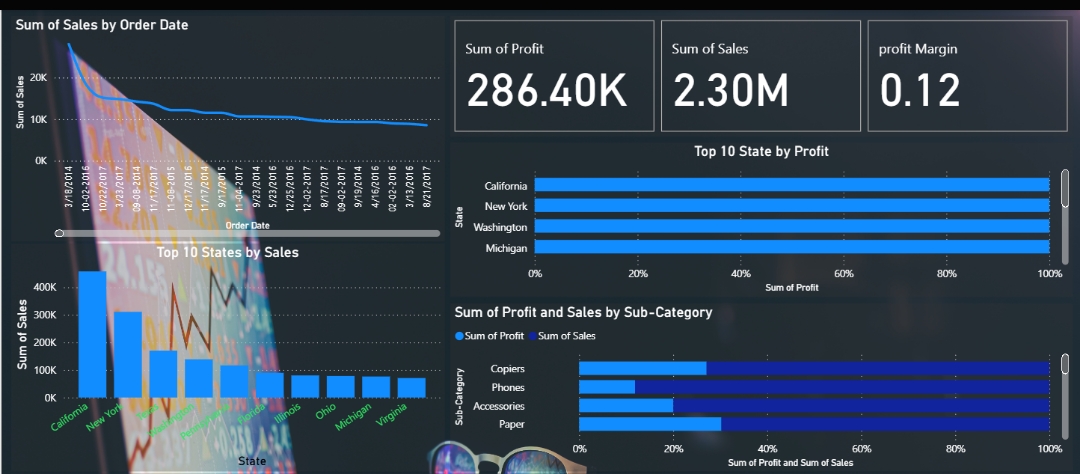 Sum of Sales by Order Date
Sum of Sales
20K
10K
0K
3/18/2014
10-02-2016
10/22/2017
3/23/2017
09-08-2014
11/17/2017
11-08-2015
12/17/2016
11/17/2014
9/17/2015
11-04-2017
9/23/2014
5/23/2016
12/25/2016
12-02-2017
8/17/2017
09-02-2017
9/19/2016
4/16/2016
02-02-2016
3/13/2016
8/21/2017
Order Date
Sum of Profit
286.40K
Sum of Sales
2.30M
profit Margin
0.12
Top 10 State by Profit
State
California
New York
Washington
Michigan
0% 20% 40% 60% 80% 100%
Sum of Profit
Top 10 States by Sales
Sum of Sales
400K
300K
200K
100K
0K
California New York Florida Illinois Ohio Michigan Virginia
State
Sum of Profit and Sales by Sub-Category
Sum of Profit Sum of Sales
Sub-Category
Copiers
Phones
Accessories
Paper
0% 20% 40% 60% 80% 100%
Sum of Profit and Sum of Sales